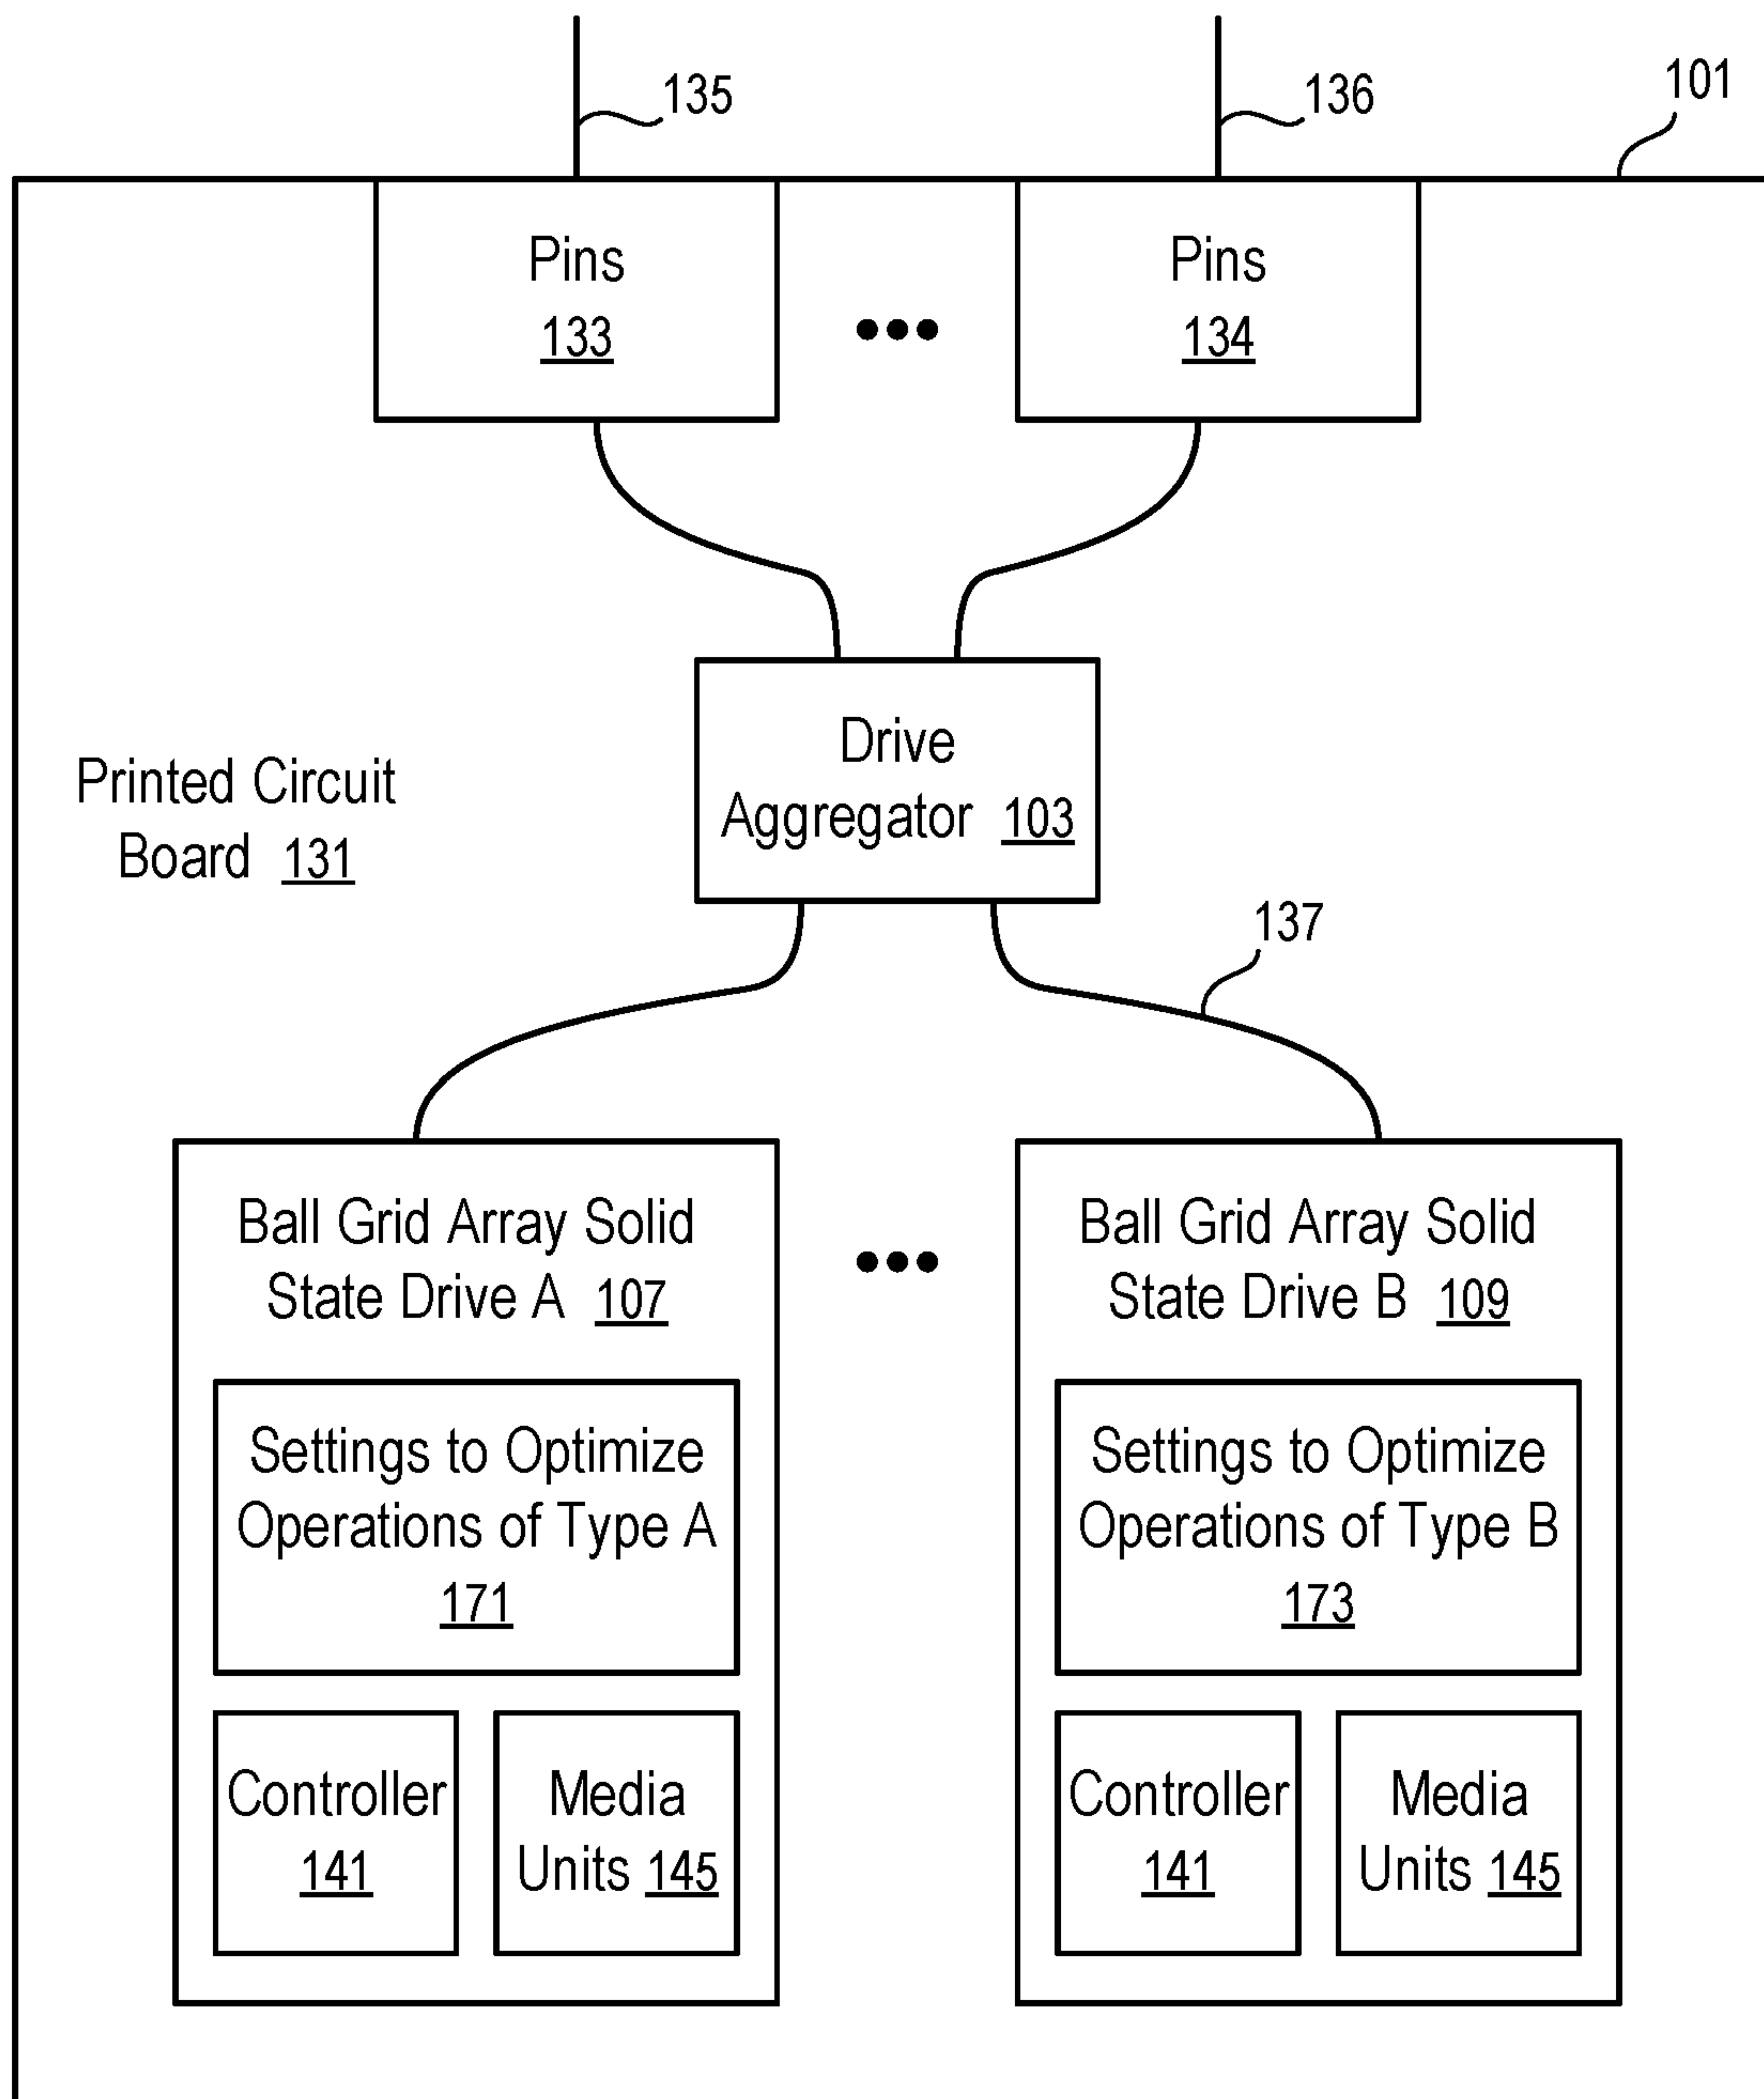 135
136
101
Pins
133
Pins
134
Drive
Aggregator 103
Printed Circuit
Board 131
137
Ball Grid Array Solid
State Drive A 107
Settings to Optimize
Operations of Type A
171
Controller
141
Media
Units 145
Ball Grid Array Solid
State Drive B 109
Settings to Optimize
Operations of Type B
173
Controller
141
Media
Units 145